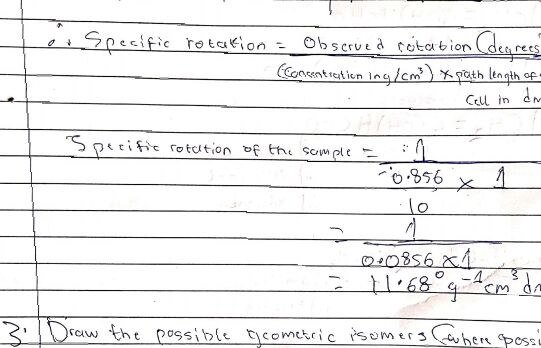 ∴ Specific rotation = Observed rotation (degrees
(Concentration in g/cm³) × path length of
Cell in dm
Specific rotation of the sample = 1
0.856 × 1
10
= 1
0.0856 × 1
= 11.68° g⁻¹ cm³ d
3. Draw the possible geometric isomers (where possi